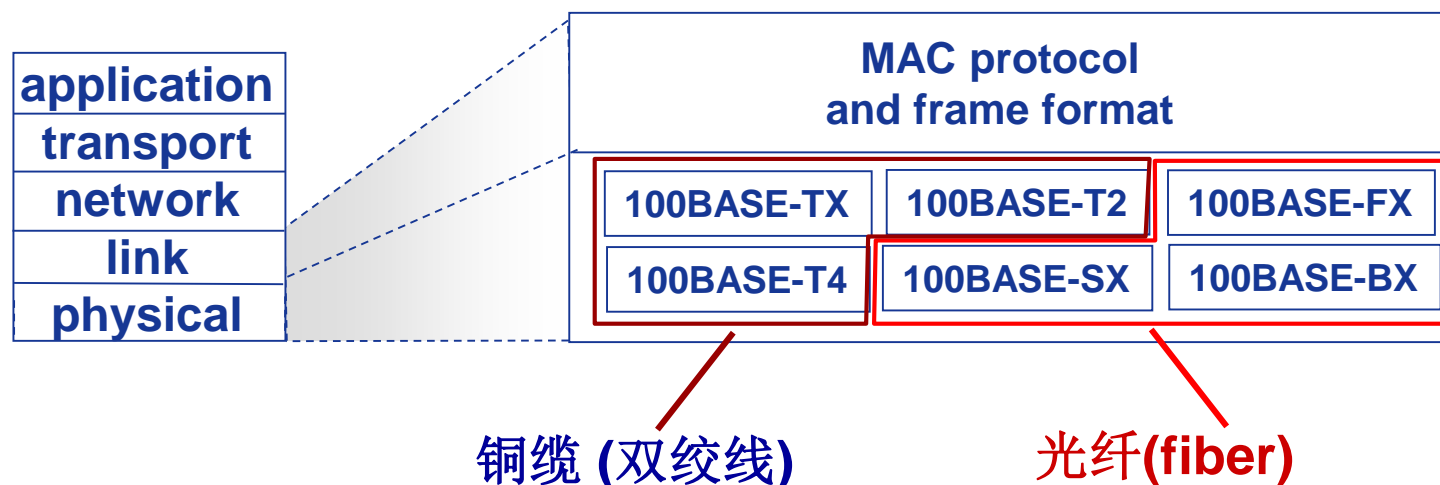 application
transport
network
link
physical
MAC protocol
and frame format
100BASE-TX
100BASE-T2
100BASE-FX
100BASE-T4
100BASE-SX
100BASE-BX
铜缆 (双绞线)
光纤(fiber)